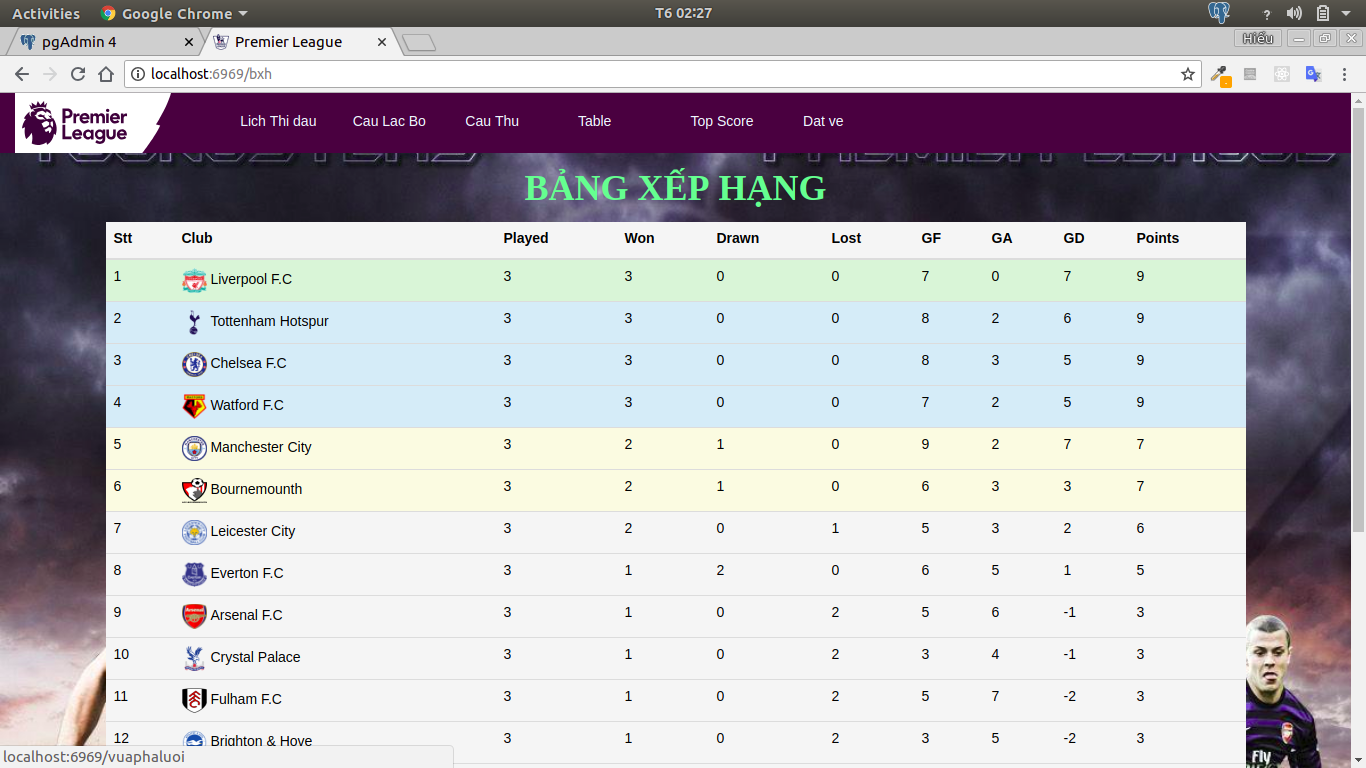 Activities Google Chrome T6 02:27 ?
pgAdmin 4 Premier League Hiếu
localhost:6969/bxh
Premier League Lich Thi dau Cau Lac Bo Cau Thu Table Top Score Dat ve
BẢNG XẾP HẠNG
Stt Club Played Won Drawn Lost GF GA GD Points
1 Liverpool F.C 3 3 0 0 7 0 7 9
2 Tottenham Hotspur 3 3 0 0 8 2 6 9
3 Chelsea F.C 3 3 0 0 8 3 5 9
4 Watford F.C 3 3 0 0 7 2 5 9
5 Manchester City 3 2 1 0 9 2 7 7
6 Bournemounth 3 2 1 0 6 3 3 7
7 Leicester City 3 2 0 1 5 3 2 6
8 Everton F.C 3 1 2 0 6 5 1 5
9 Arsenal F.C 3 1 0 2 5 6 -1 3
10 Crystal Palace 3 1 0 2 3 4 -1 3
11 Fulham F.C 3 1 0 2 5 7 -2 3
12 Brighton & Hove 3 1 0 2 3 5 -2 3
localhost:6969/vuaphaluoi
Fly